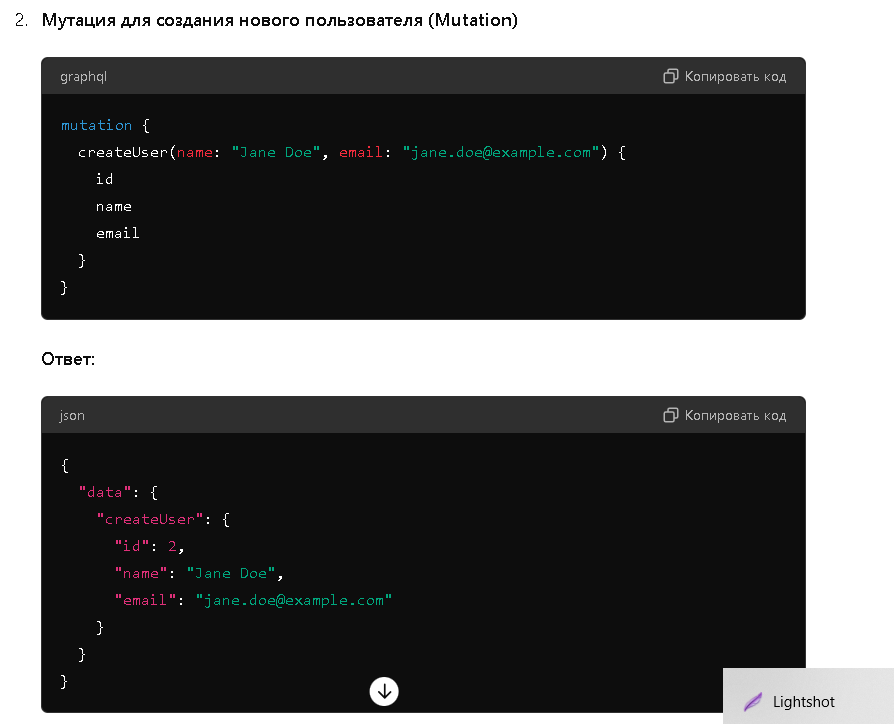 2. Мутация для создания нового пользователя (Mutation)
graphql
Копировать код
mutation {
  createUser(name: "Jane Doe", email: "jane.doe@example.com") {
    id
    name
    email
  }
}
Ответ:
json
Копировать код
{
  "data": {
    "createUser": {
      "id": 2,
      "name": "Jane Doe",
      "email": "jane.doe@example.com"
    }
  }
}
Lightshot